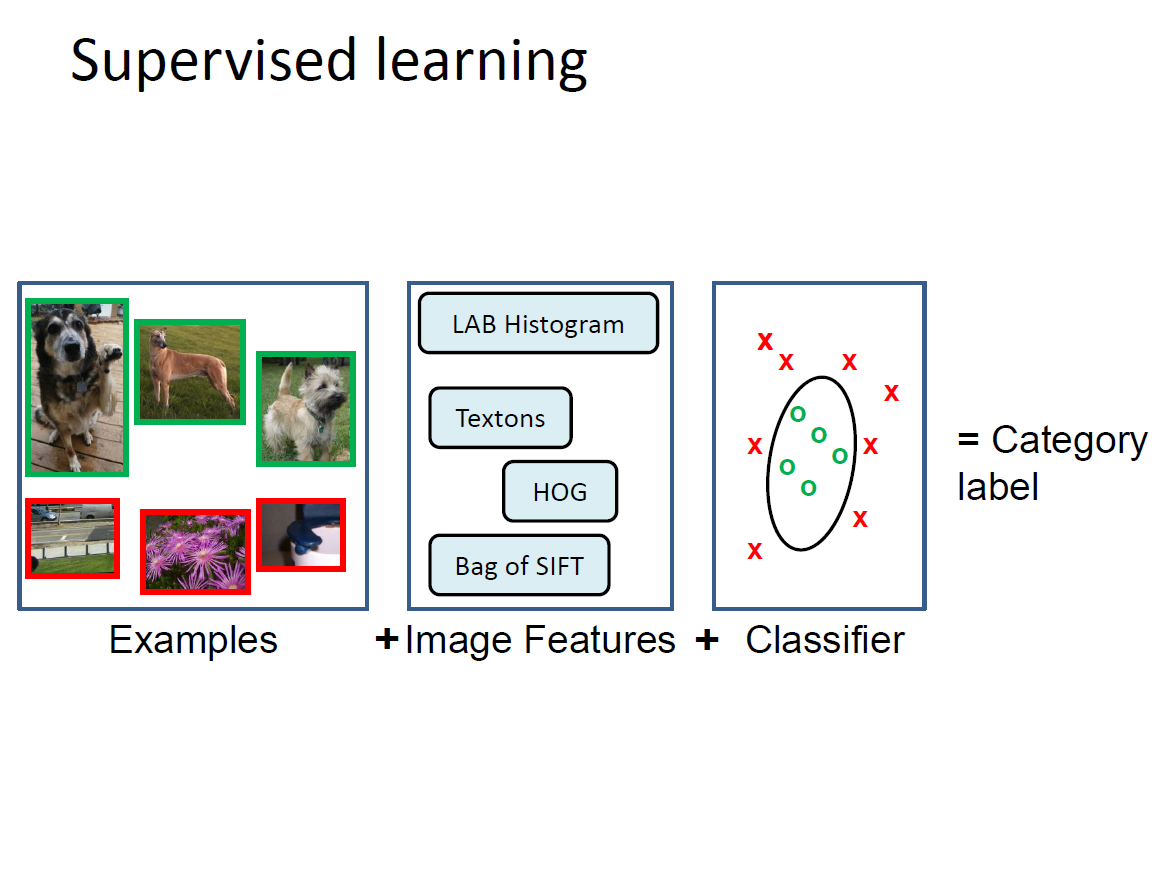 Supervised learning
LAB Histogram
Textons
HOG
Bag of SIFT
x
x
x
x
x
x
x
x
o
o
o
o
o
= Category
label
Examples + Image Features + Classifier